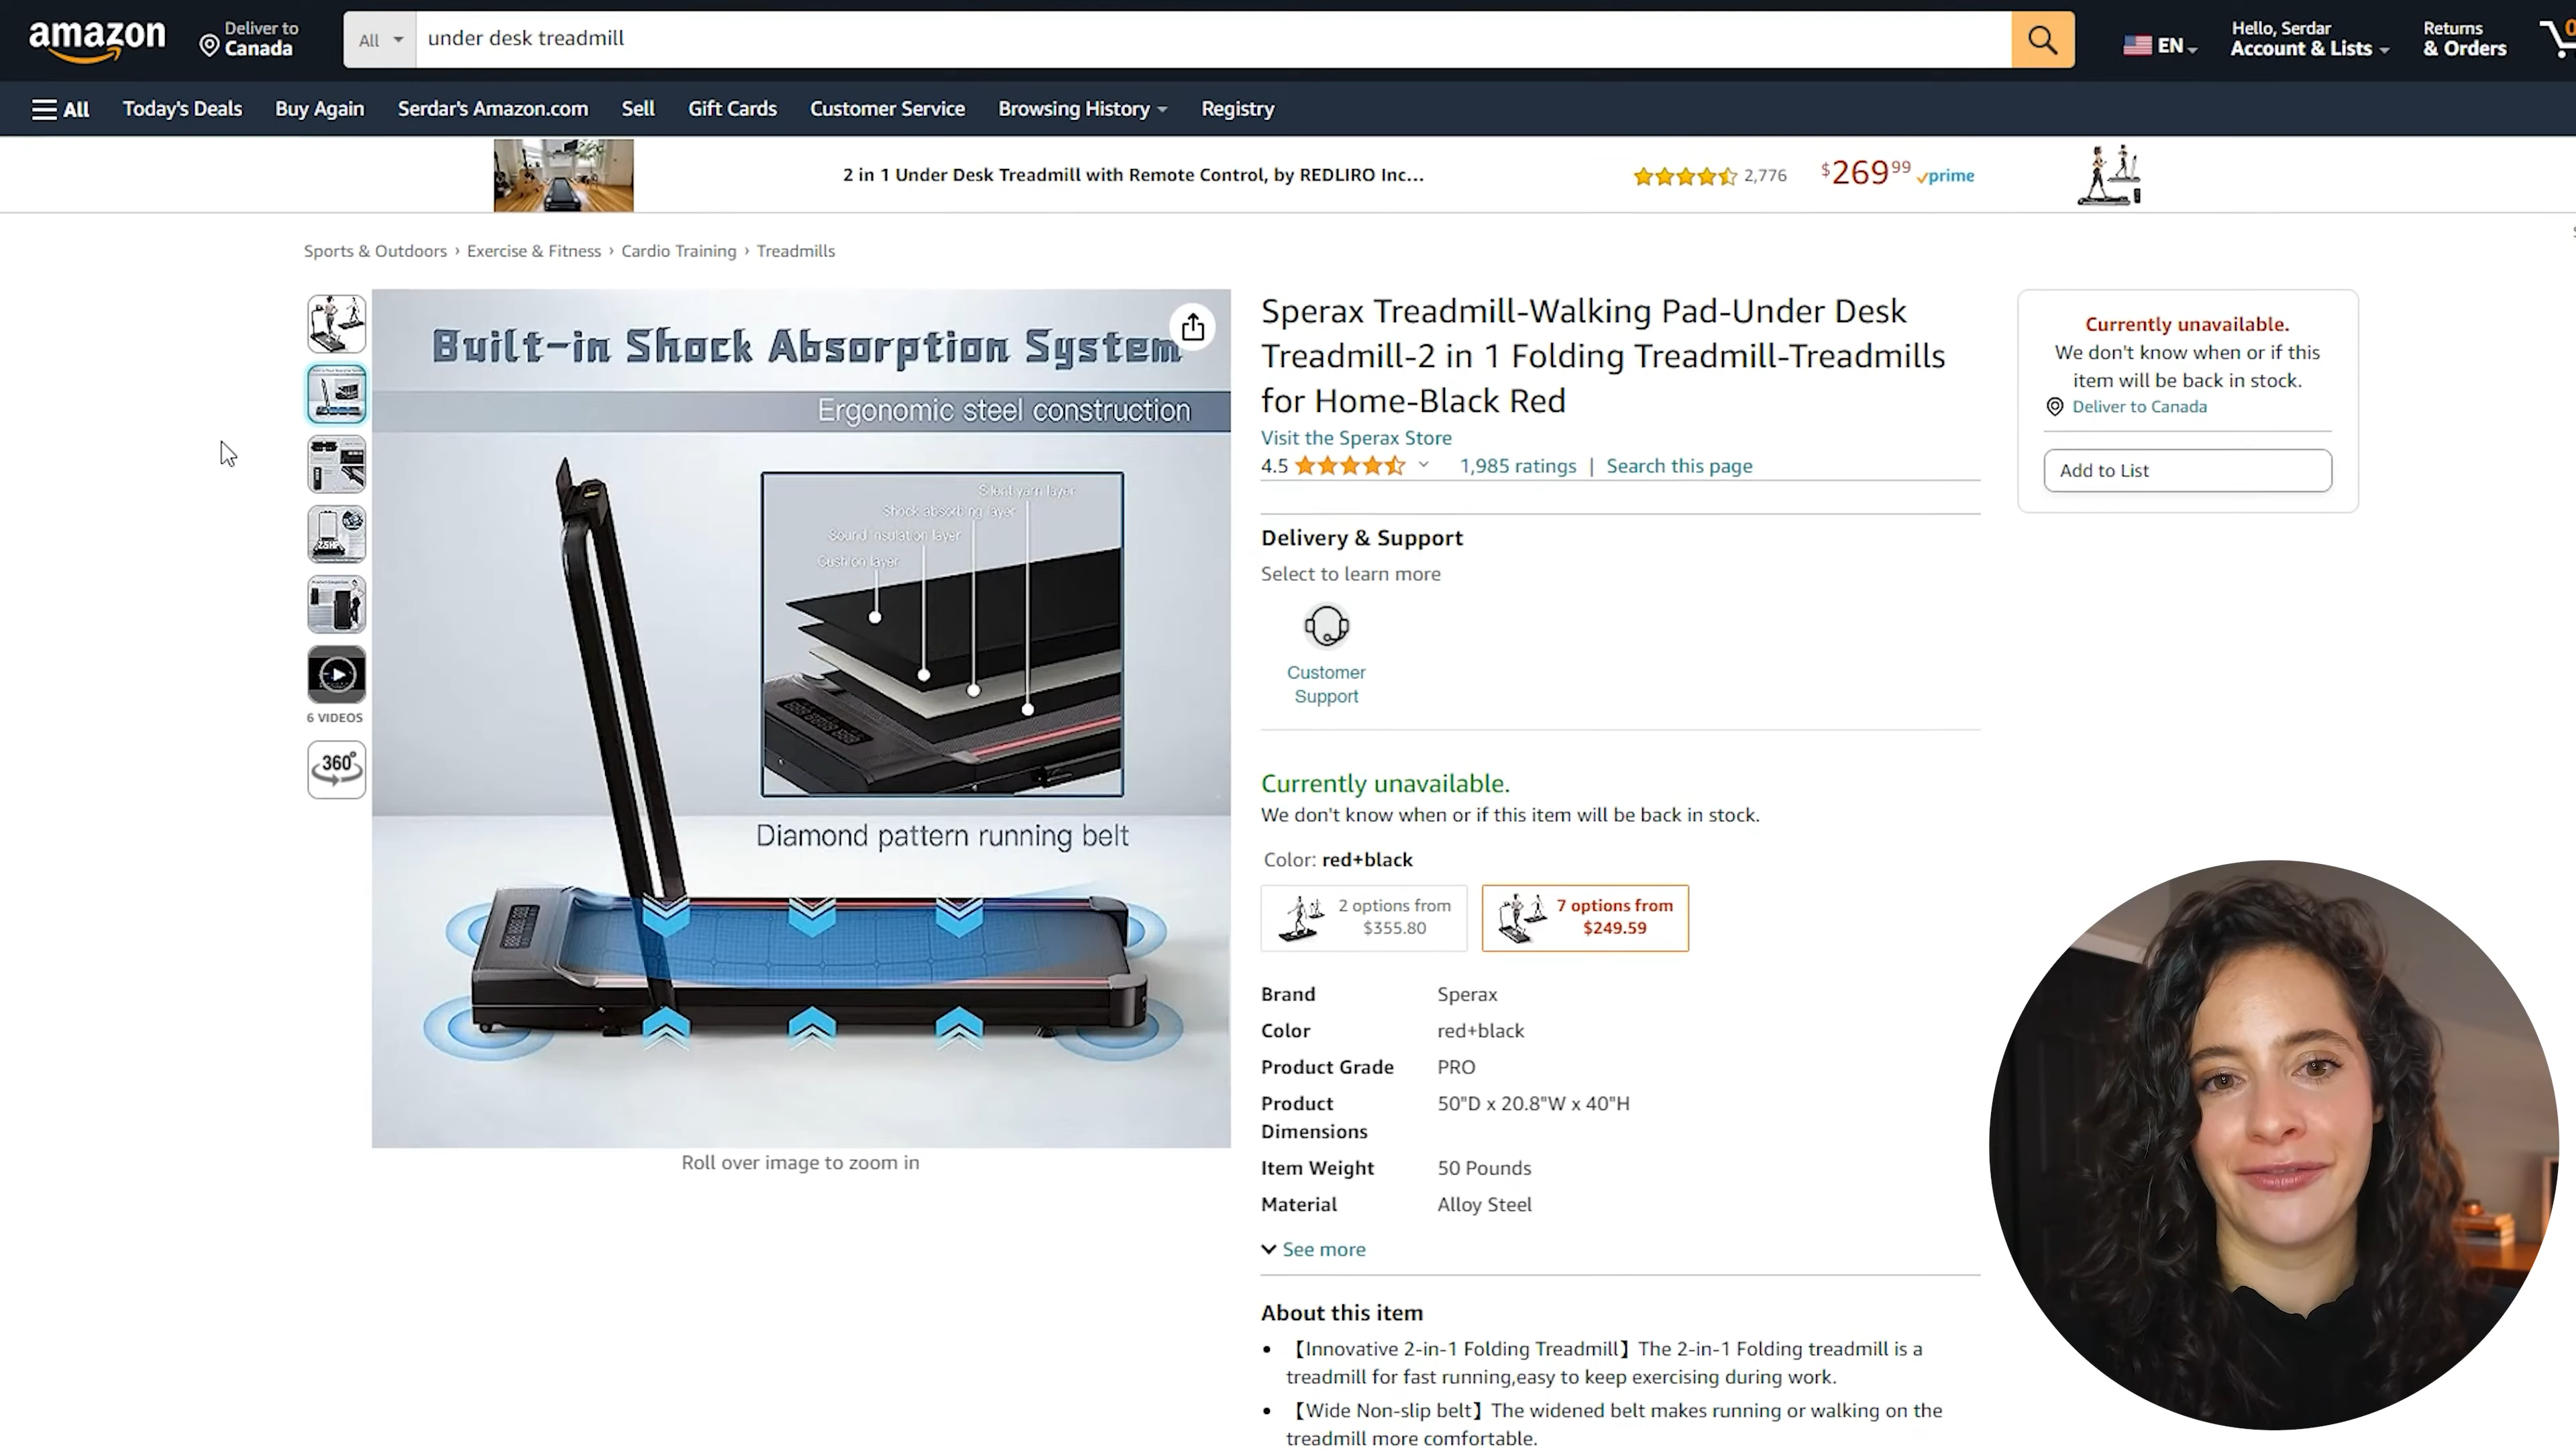 amazon
Deliver to
Canada
All
under desk treadmill
EN
Hello, Serdar
Account & Lists
Returns
& Orders
0
All
Today's Deals
Buy Again
Serdar's Amazon.com
Sell
Gift Cards
Customer Service
Browsing History
Registry
2 in 1 Under Desk Treadmill with Remote Control, by REDLIRO Inc...
2,776
$269 99
prime
Sports & Outdoors › Exercise & Fitness › Cardio Training › Treadmills
Built-in Shock Absorption System
Ergonomic steel construction
Silent yarn layer
Shock absorbing layer
Sound insulation layer
Cushion layer
Diamond pattern running belt
6 VIDEOS
360°
Roll over image to zoom in
Sperax Treadmill-Walking Pad-Under Desk
Treadmill-2 in 1 Folding Treadmill-Treadmills
for Home-Black Red
Visit the Sperax Store
4.5
1,985 ratings | Search this page
Delivery & Support
Select to learn more
Customer
Support
Currently unavailable.
We don't know when or if this item will be back in stock.
Color: red+black
2 options from
$355.80
7 options from
$249.59
Brand Sperax
Color red+black
Product Grade PRO
Product 50"D x 20.8"W x 40"H
Dimensions
Item Weight 50 Pounds
Material Alloy Steel
See more
About this item
• 【Innovative 2-in-1 Folding Treadmill】The 2-in-1 Folding treadmill is a
treadmill for fast running,easy to keep exercising during work.
• 【Wide Non-slip belt】The widened belt makes running or walking on the
treadmill more comfortable.
Currently unavailable.
We don't know when or if this
item will be back in stock.
Deliver to Canada
Add to List